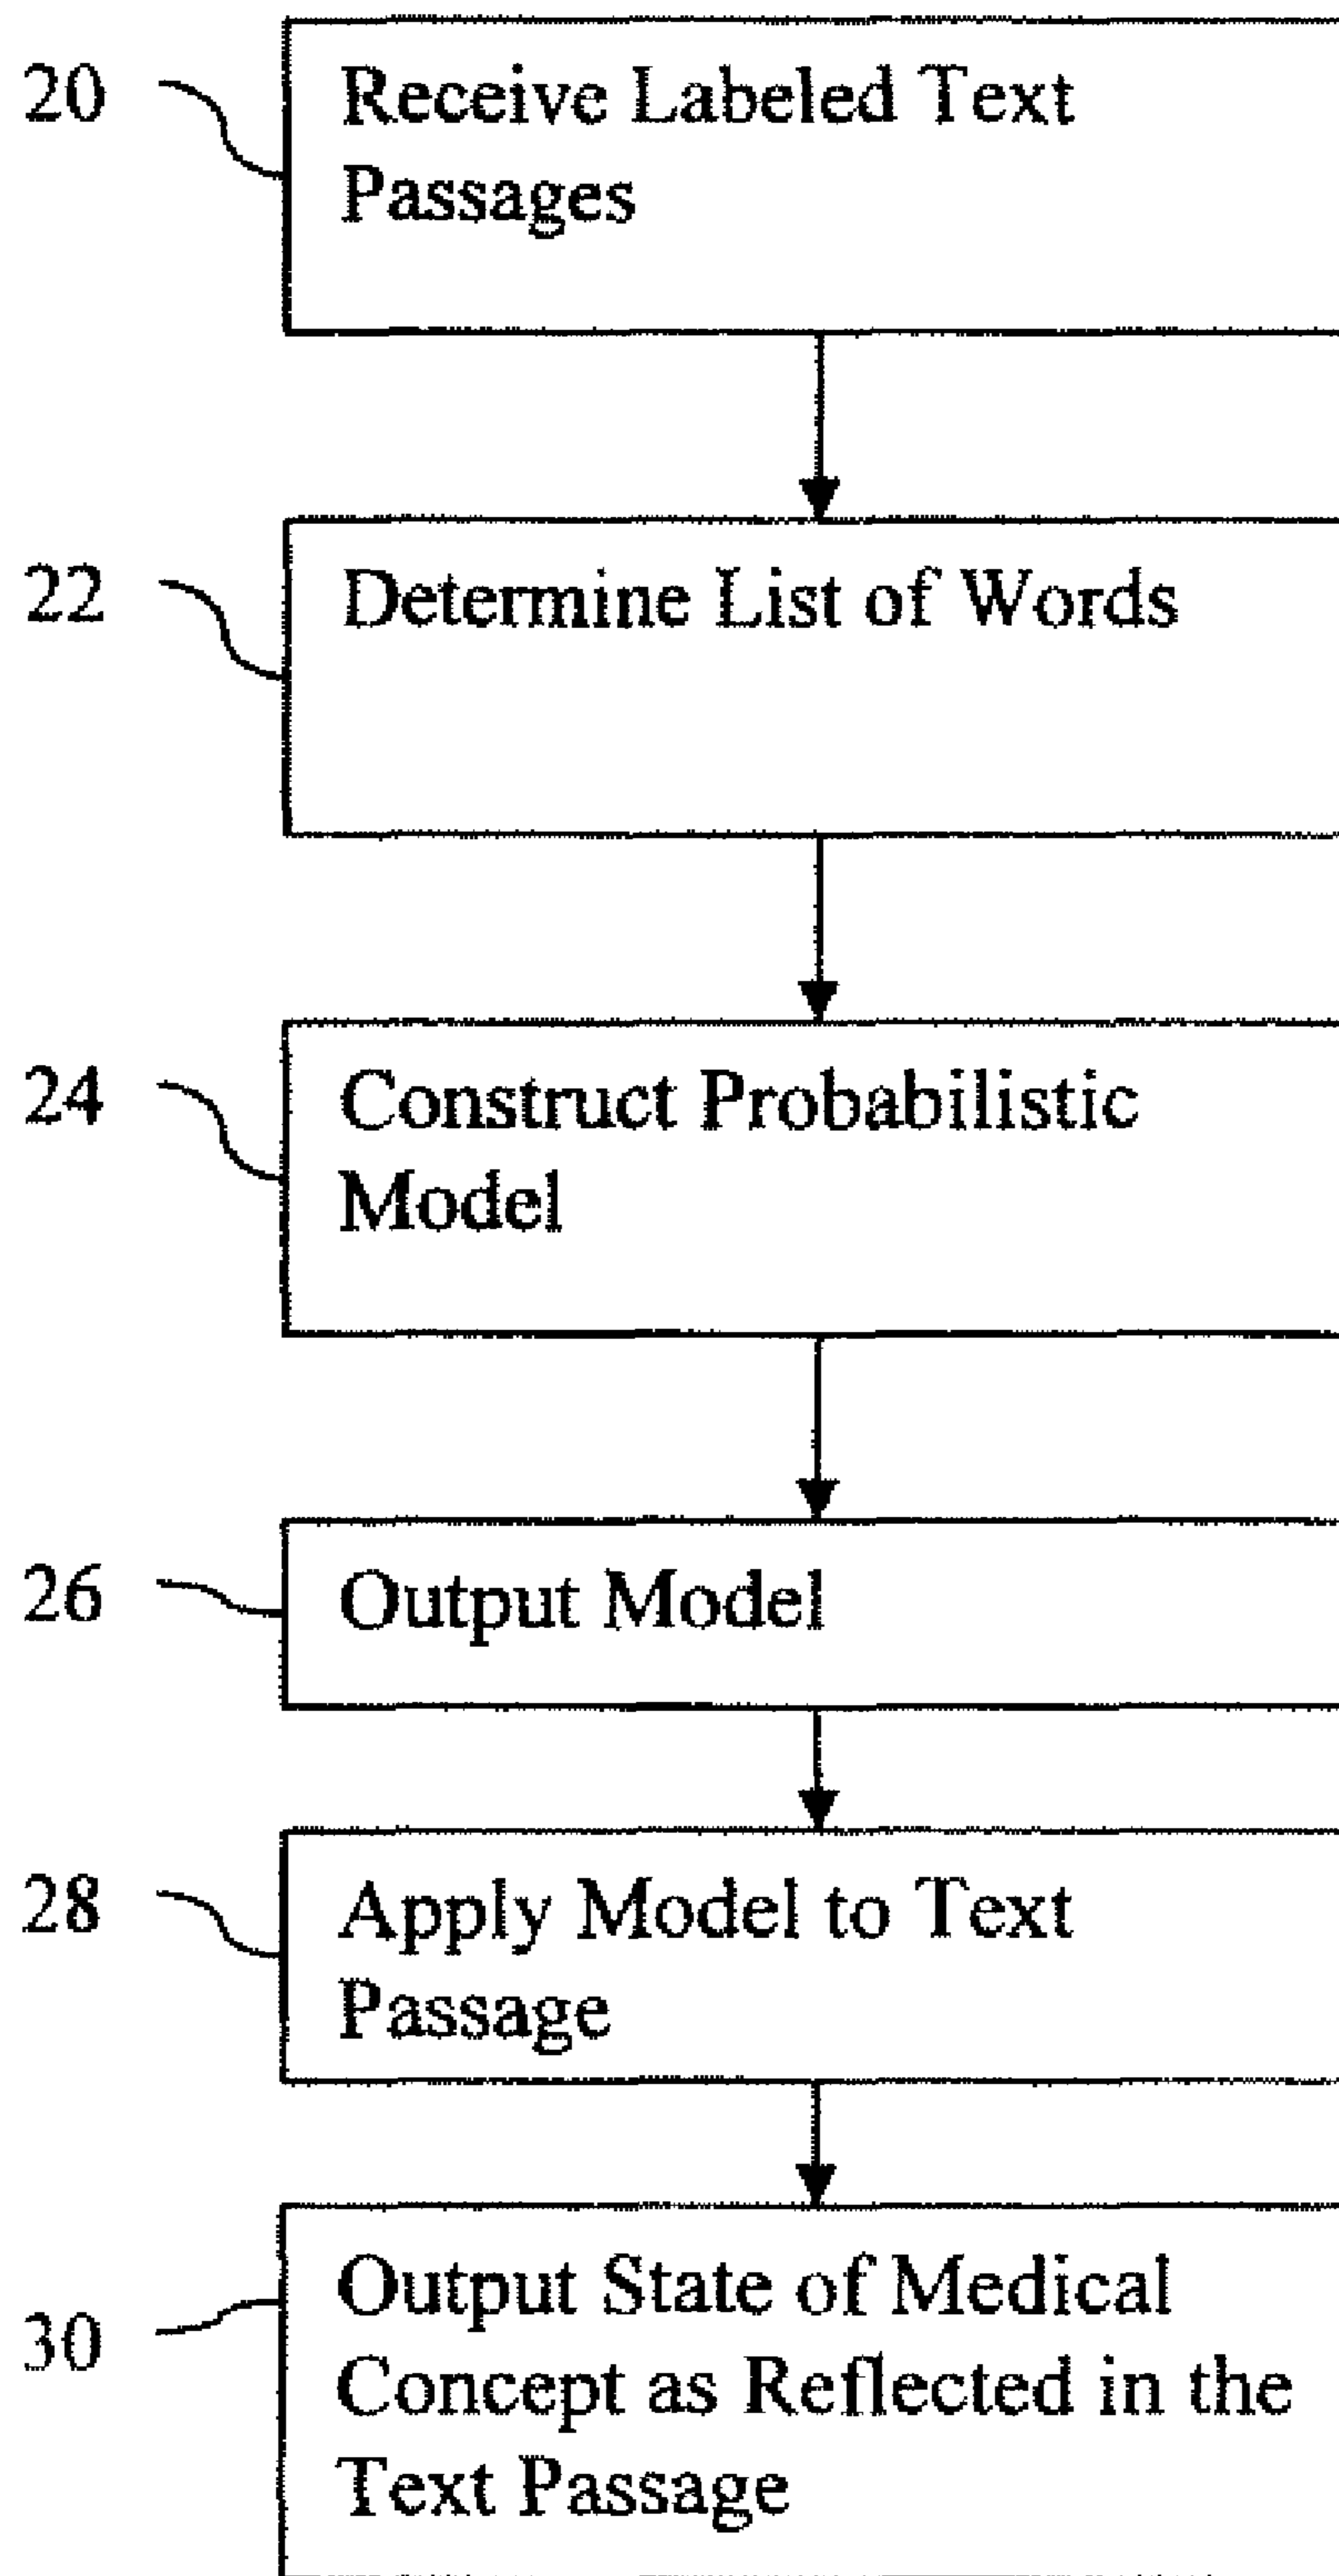 20
Receive Labeled Text
Passages
22
Determine List of Words
24
Construct Probabilistic
Model
26
Output Model
28
Apply Model to Text
Passage
30
Output State of Medical
Concept as Reflected in the
Text Passage